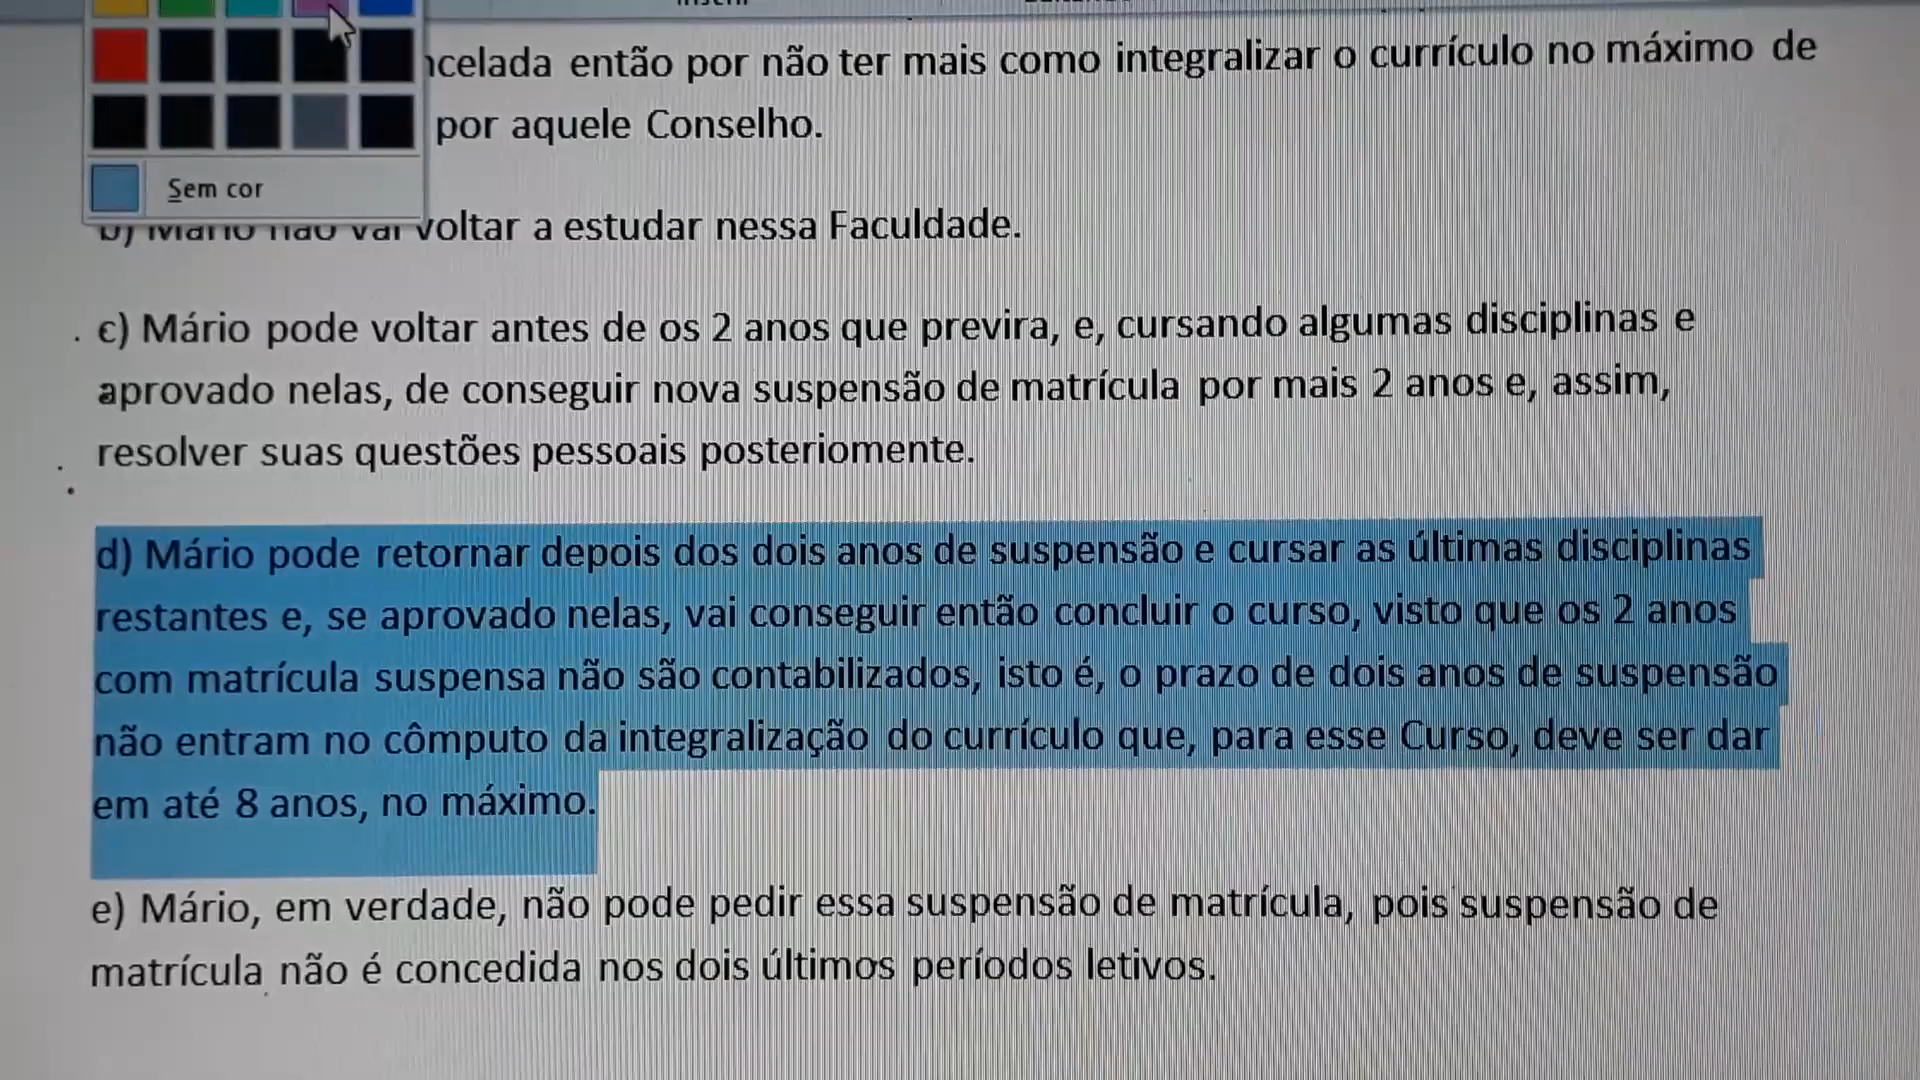 então por não ter mais como integralizar o currículo no máximo de
por aquele Conselho.
Sem cor
b) Mário não vai voltar a estudar nessa Faculdade.
c) Mário pode voltar antes de os 2 anos que previra, e, cursando algumas disciplinas e
aprovado nelas, de conseguir nova suspensão de matrícula por mais 2 anos e, assim,
resolver suas questões pessoais posteriomente.
d) Mário pode retornar depois dos dois anos de suspensão e cursar as últimas disciplinas
restantes e, se aprovado nelas, vai conseguir então concluir o curso, visto que os 2 anos
com matrícula suspensa não são contabilizados, isto é, o prazo de dois anos de suspensão
não entram no cômputo da integralização do currículo que, para esse Curso, deve ser dar
em até 8 anos, no máximo.
e) Mário, em verdade, não pode pedir essa suspensão de matrícula, pois suspensão de
matrícula não é concedida nos dois últimos períodos letivos.